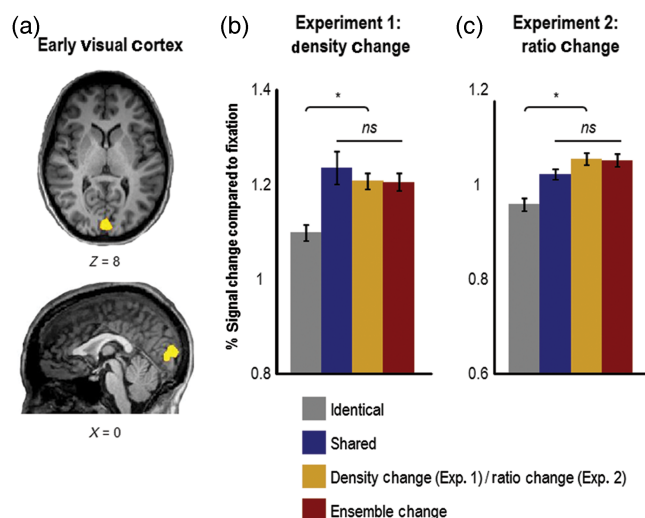 (a)
Early visual cortex
Z = 8
X = 0
(b)
Experiment 1:
density change
% Signal change compared to fixation
1.4
1.2
1
0.8
*
ns
(c)
Experiment 2:
ratio change
1.2
1
0.8
0.6
*
ns
Identical
Shared
Density change (Exp. 1) / ratio change (Exp. 2)
Ensemble change